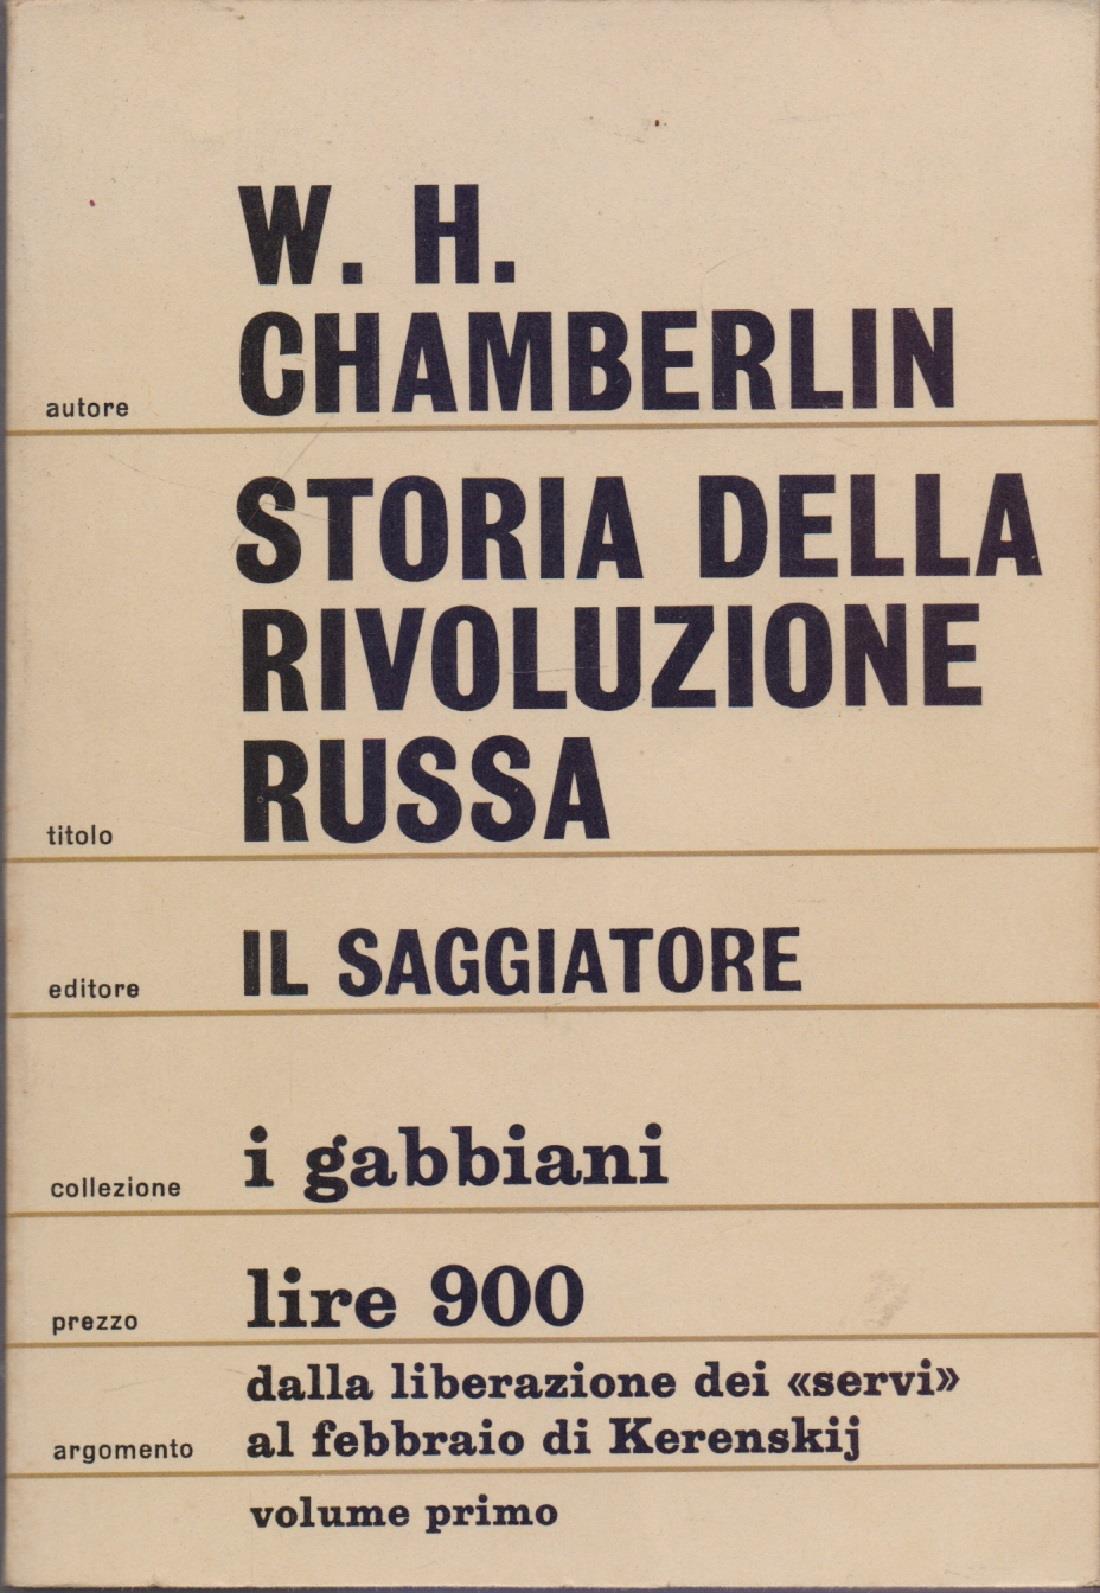 W. H.
autore CHAMBERLIN
STORIA DELLA
RIVOLUZIONE
titolo RUSSA
editore IL SAGGIATORE
collezione i gabbiani
prezzo lire 900
dalla liberazione dei «servi»
argomento al febbraio di Kerenskij
volume primo